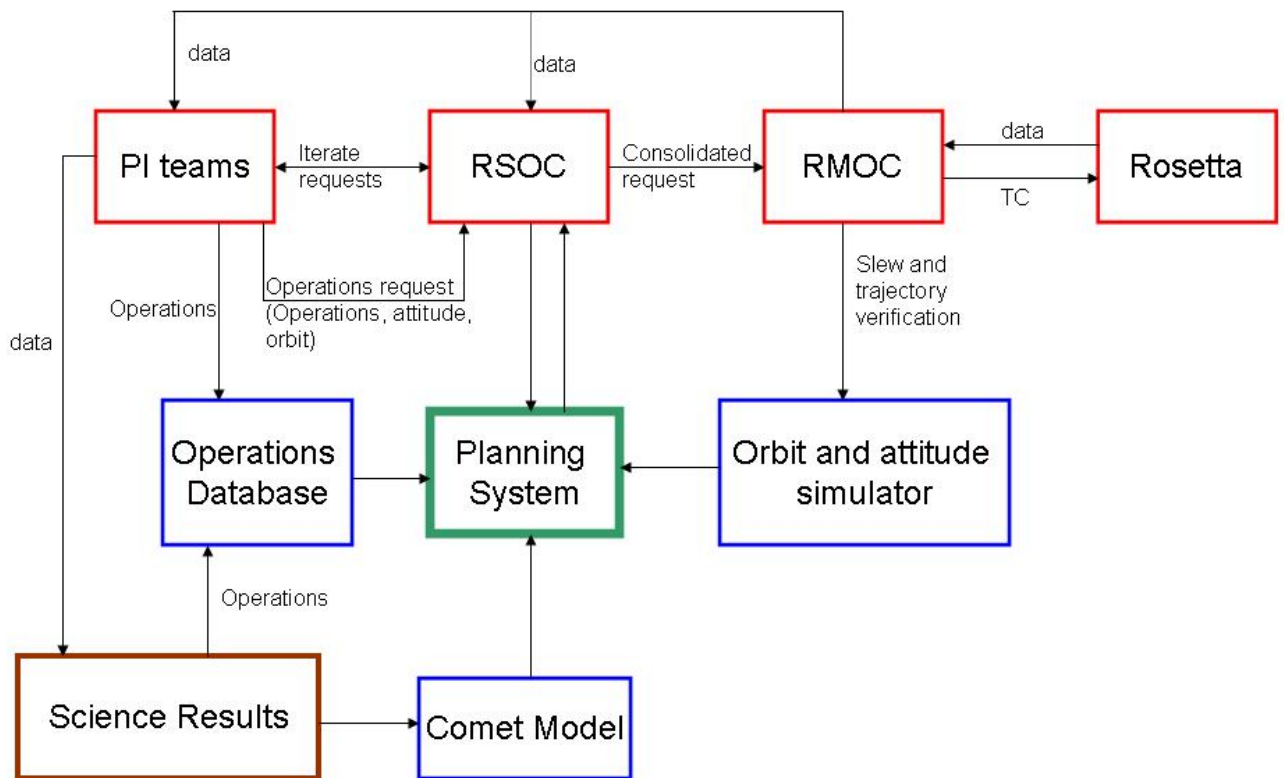 data
data
PI teams
Iterate
requests
RSOC
Consolidated
request
RMOC
data
TC
Rosetta
Operations
Operations request
(Operations, attitude,
orbit)
Slew and
trajectory
verification
data
Operations
Database
Planning
System
Orbit and attitude
simulator
Operations
Science Results
Comet Model